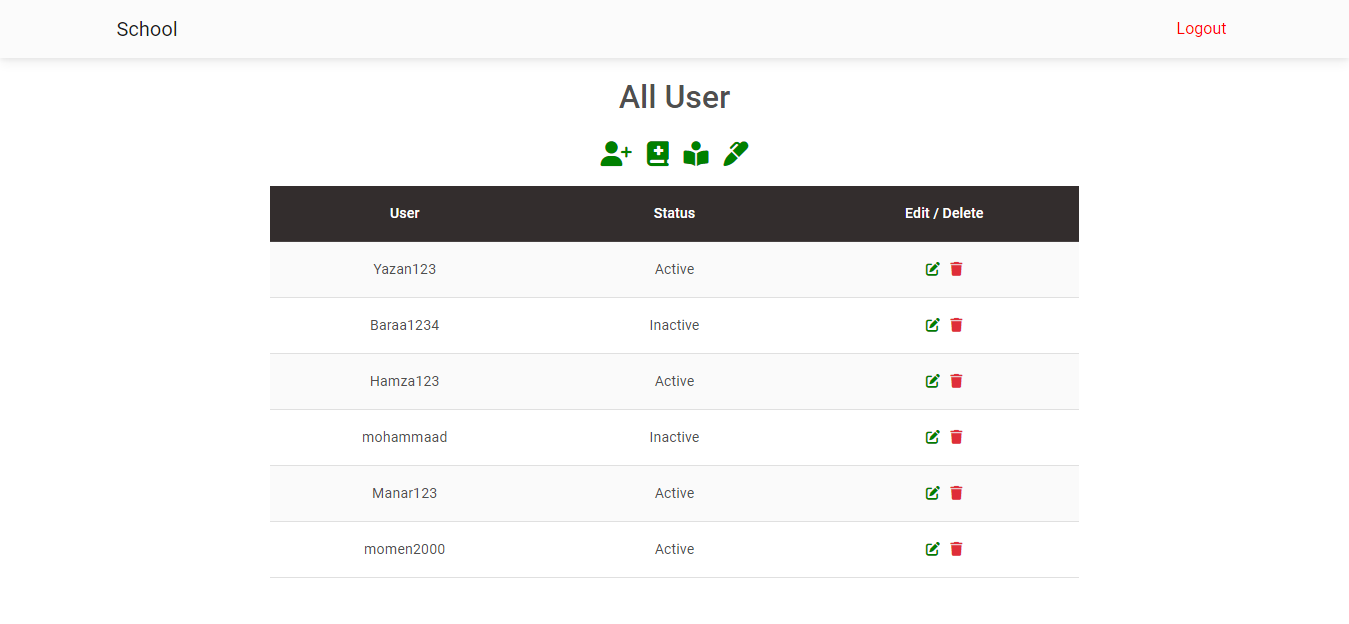 School Logout
All User
User Status Edit / Delete
Yazan123 Active
Baraa1234 Inactive
Hamza123 Active
mohammaad Inactive
Manar123 Active
momen2000 Active